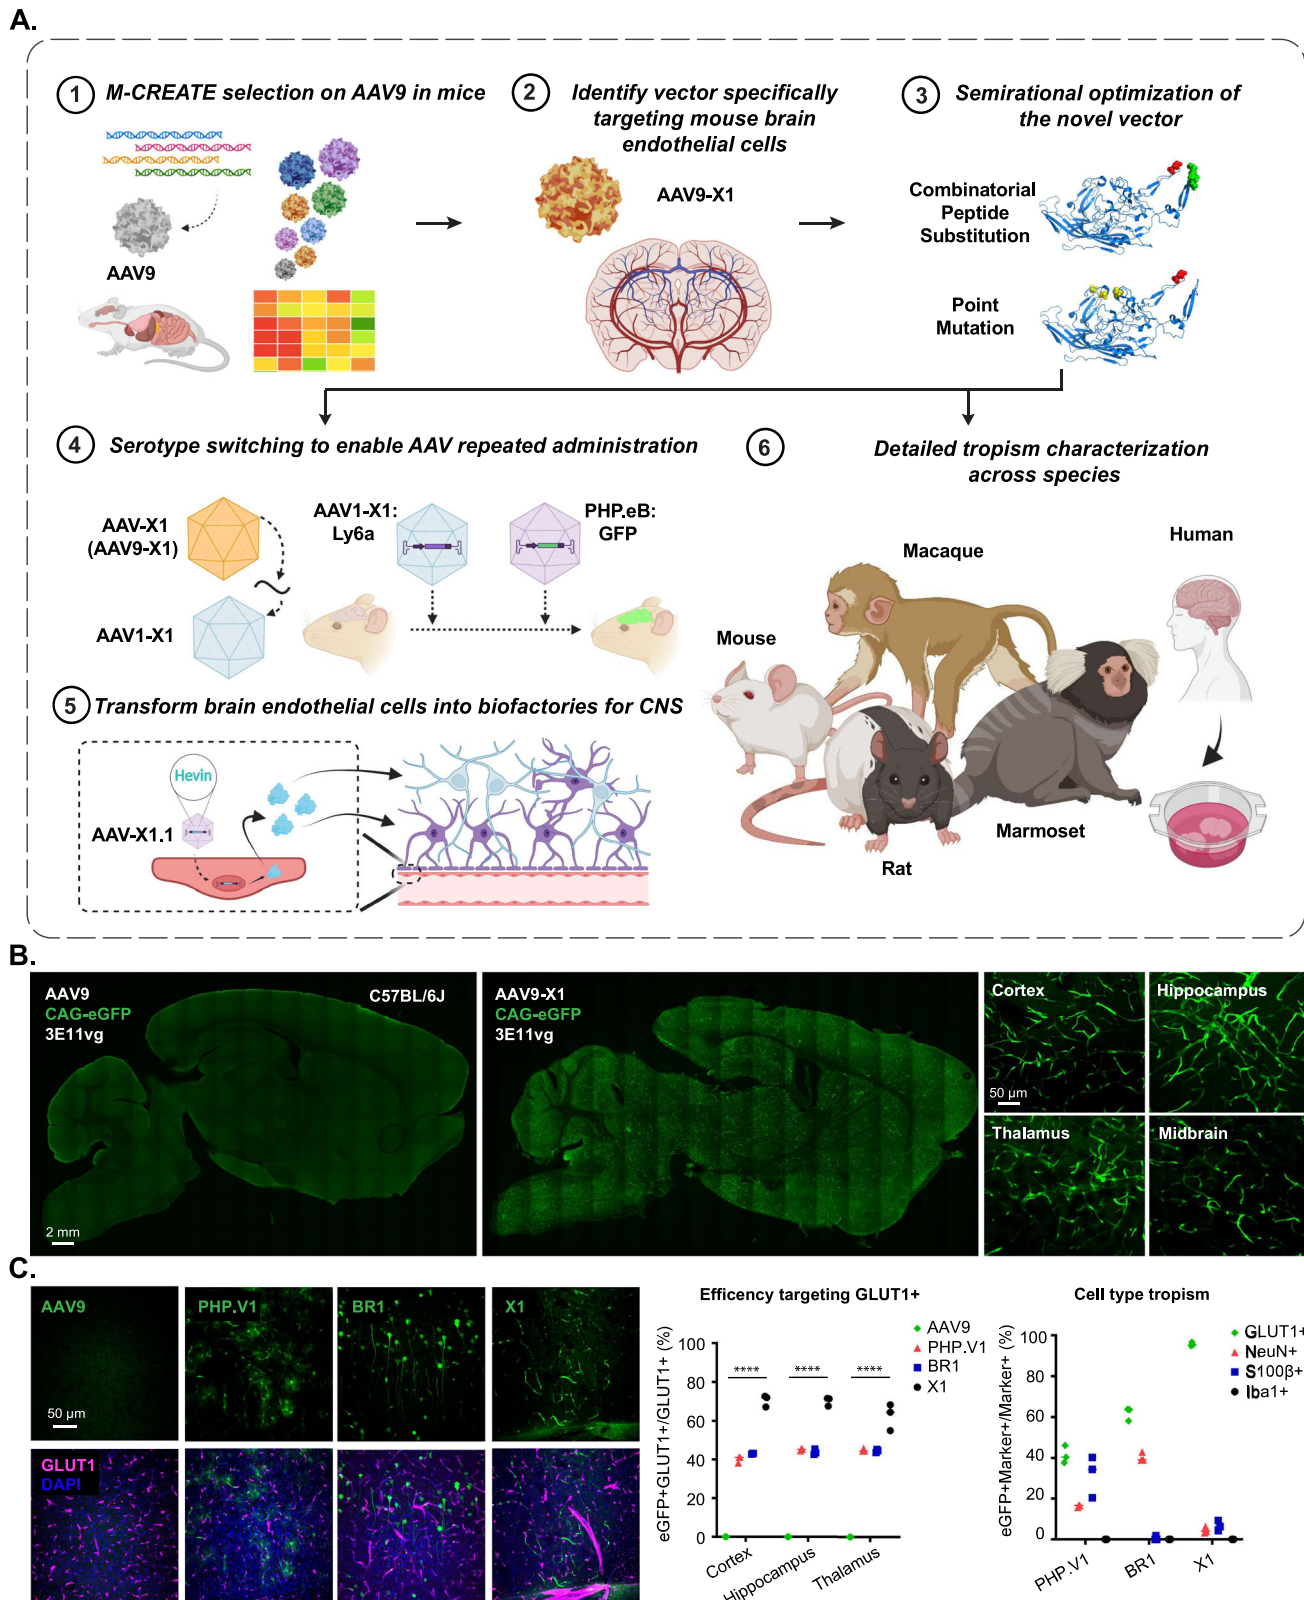 A.
1 M-CREATE selection on AAV9 in mice
AAV9
2 Identify vector specifically
targeting mouse brain
endothelial cells
AAV9-X1
3 Semirational optimization of
the novel vector
Combinatorial
Peptide
Substitution
Point
Mutation
4 Serotype switching to enable AAV repeated administration
AAV-X1
(AAV9-X1)
AAV1-X1
AAV1-X1:
Ly6a
PHP.eB:
GFP
5 Transform brain endothelial cells into biofactories for CNS
Hevin
AAV-X1.1
6 Detailed tropism characterization
across species
Macaque
Human
Mouse
Marmoset
Rat
B.
AAV9
CAG-eGFP
3E11vg
C57BL/6J
2 mm
AAV9-X1
CAG-eGFP
3E11vg
Cortex
50 µm
Hippocampus
Thalamus
Midbrain
C.
AAV9
50 µm
PHP.V1
BR1
X1
GLUT1
DAPI
Efficency targeting GLUT1+
eGFP+GLUT1+/GLUT1+ (%)
100
80
60
40
20
0
****
****
****
Cortex
Hippocampus
Thalamus
AAV9
PHP.V1
BR1
X1
Cell type tropism
eGFP+Marker+/Marker+ (%)
100
80
60
40
20
0
PHP.V1
BR1
X1
GLUT1+
NeuN+
S100β+
Iba1+